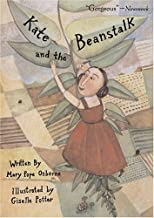 "Gorgeous" —Newsweek
Kate
and the
Beanstalk
Written By
Mary Pope Osborne
Illustrated by
Giselle Potter